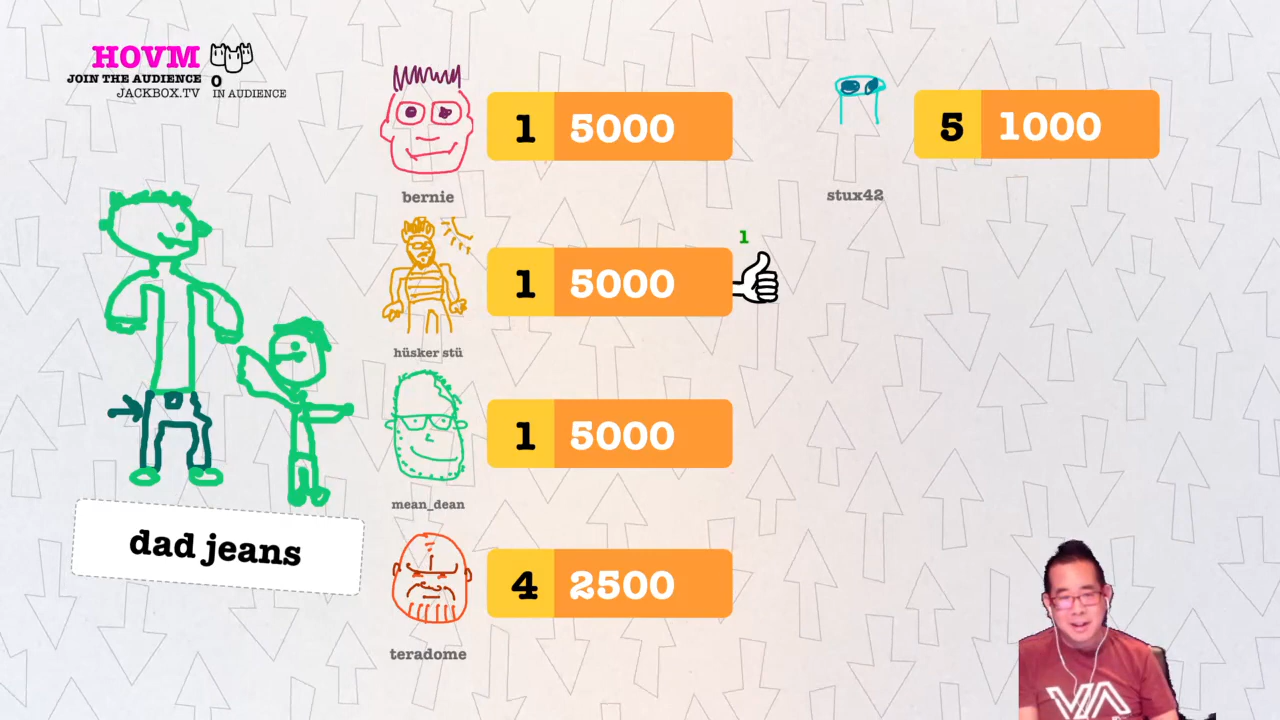 HOVM
JOIN THE AUDIENCE
JACKBOX.TV
0
IN AUDIENCE
1 5000
bernie
5 1000
stux42
1 5000
1
hüsker stü
1 5000
mean_dean
4 2500
teradome
dad jeans
VA